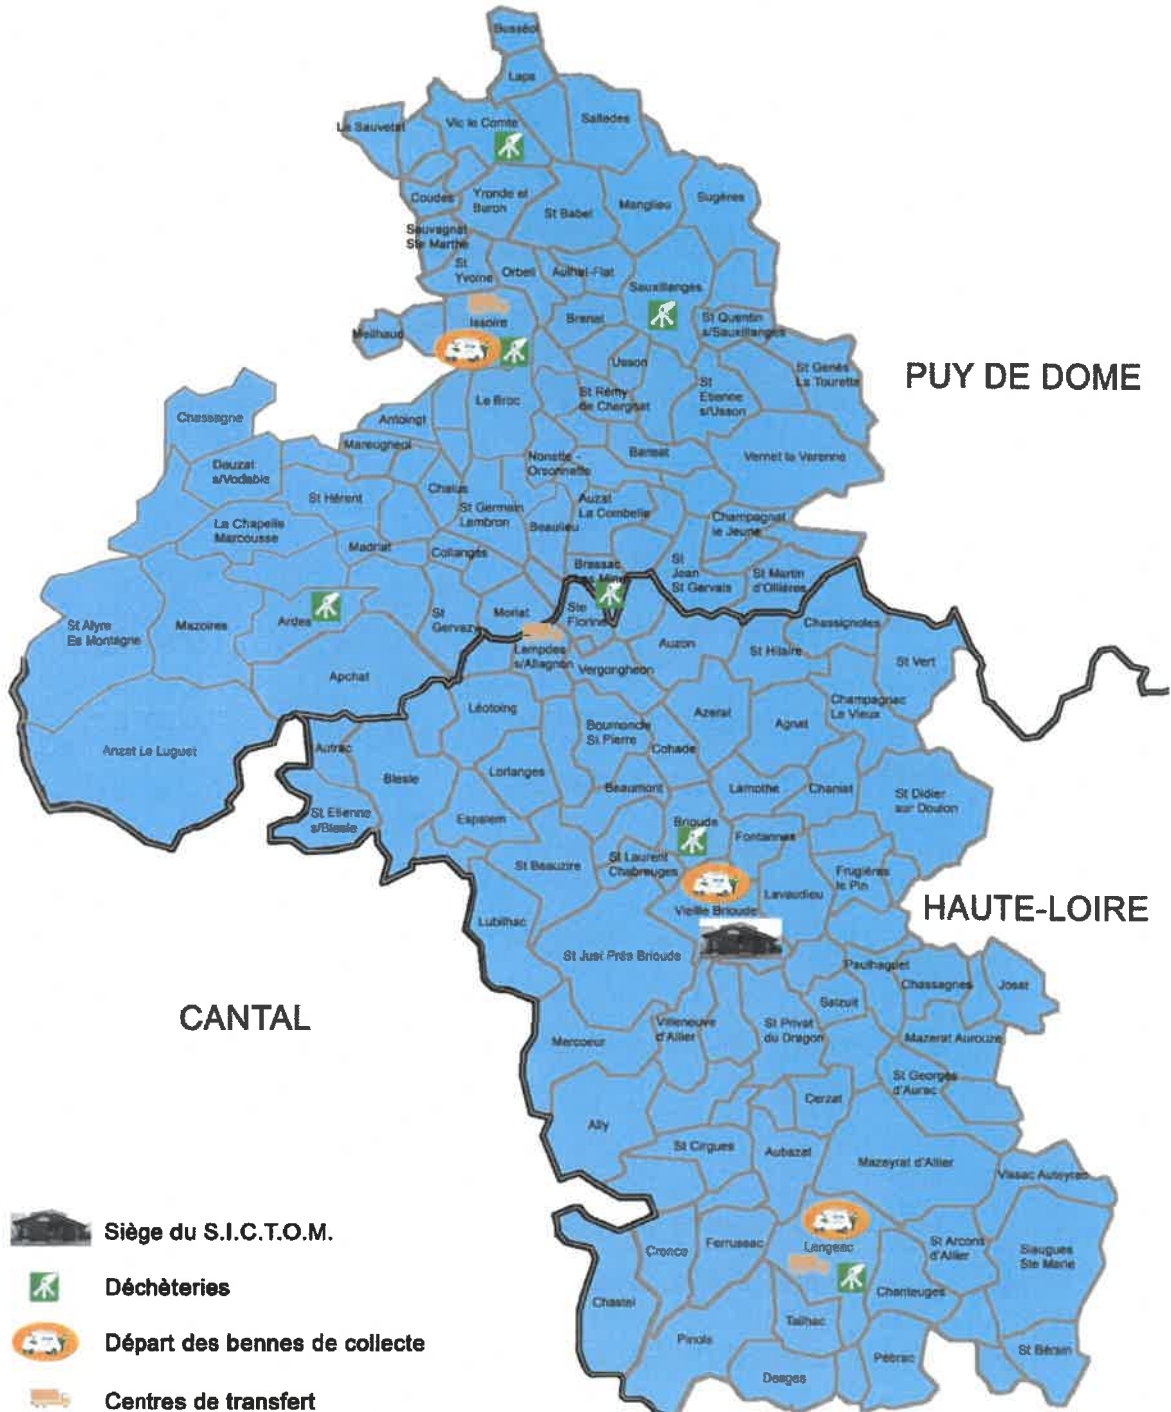 Busséol
Laps
Vic le Comte
Salledes
La Sauvetat
Coudes
Yronde et
Buron
St Babel
Manglieu
Sugères
Sauvagnat
Ste Marthe
St
Yvoine
Orbeil
Aulhat-Flat
Sauxillanges
Issoire
Brenat
St Quentin
s/Sauxillanges
Meilhaud
Usson
PUY DE DOME
St Genès
La Tourette
St
Etienne
s/Usson
St Rémy
de Chargnat
Le Broc
Chassagne
Antoingt
Mareugheol
Bansat
Vernet la Varenne
Nonette -
Orsonnette
Dauzat
s/Vodable
St Hérent
Chalus
St Germain
Lembron
Auzat
La Combelle
Beaulieu
Champagnat
le Jeune
La Chapelle
Marcousse
Madriat
Collanges
Brassac
Les Mines
St
Jean
St Gervais
St Martin
d'Ollières
St Alyre
Es Montagne
Mazoires
Ardes
St
Gervazy
Moriat
Ste
Florine
Chassignoles
Lempdes
s/Allagnon
Vergongheon
Auzon
St Hilaire
St Vert
Apchat
Léotoing
Champagnac
Le Vieux
Azerat
Agnat
Bournoncle
St Pierre
Cohade
Anzat Le Luguet
Autrac
Blesle
Lorlanges
Beaumont
Lamothe
Chaniat
St Didier
sur Doulon
St Etienne
s/Blesle
Espalem
Brioude
Fontannes
St Beauzire
St Laurent
Chabreuges
Frugières
le Pin
Lavaudieu
HAUTE-LOIRE
Vieille Brioude
Lubilhac
St Just Près Brioude
Paulhaguet
Chassagnes
Josat
Salzuit
CANTAL
Villeneuve
d'Allier
St Privat
du Dragon
Mercoeur
Mazerat Aurouze
St Georges
d'Aurac
Cerzat
Ally
St Cirgues
Aubazat
Mazeyrat d'Allier
Vissac Auteyrac
Siège du S.I.C.T.O.M.
Cronce
Ferrussac
Langeac
St Arcons
d'Allier
Siaugues
Ste Marie
Déchèteries
Chastel
Chanteuges
Tailhac
Départ des bennes de collecte
Pinols
Pébrac
St Bérain
Desges
Centres de transfert